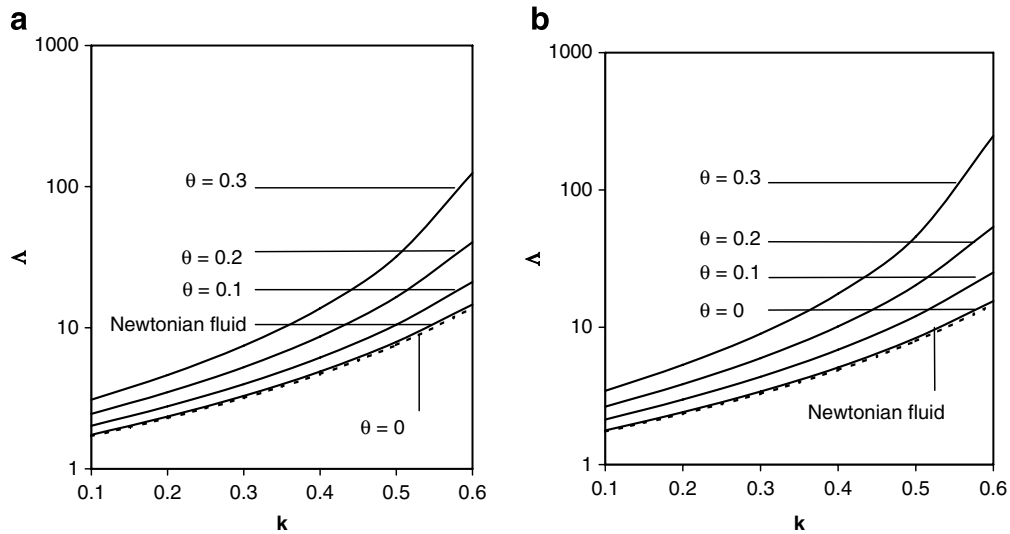 a
1000
100
10
1
Λ
θ = 0.3
θ = 0.2
θ = 0.1
Newtonian fluid
θ = 0
0.1 0.2 0.3 0.4 0.5 0.6
k
b
1000
100
10
1
Λ
θ = 0.3
θ = 0.2
θ = 0.1
θ = 0
Newtonian fluid
0.1 0.2 0.3 0.4 0.5 0.6
k